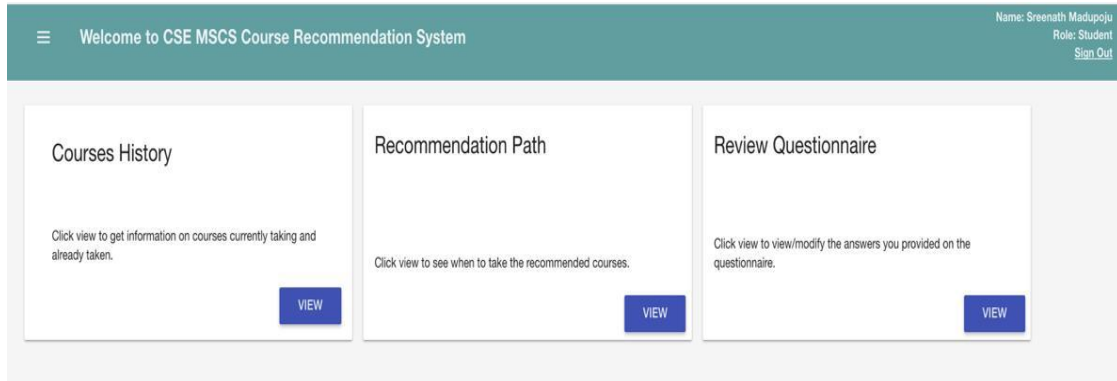 Welcome to CSE MSCS Course Recommendation System
Name: Sreenath Madupoju
Role: Student
Sign Out
Courses History
Click view to get information on courses currently taking and
already taken.
VIEW
Recommendation Path
Click view to see when to take the recommended courses.
VIEW
Review Questionnaire
Click view to view/modify the answers you provided on the
questionnaire.
VIEW